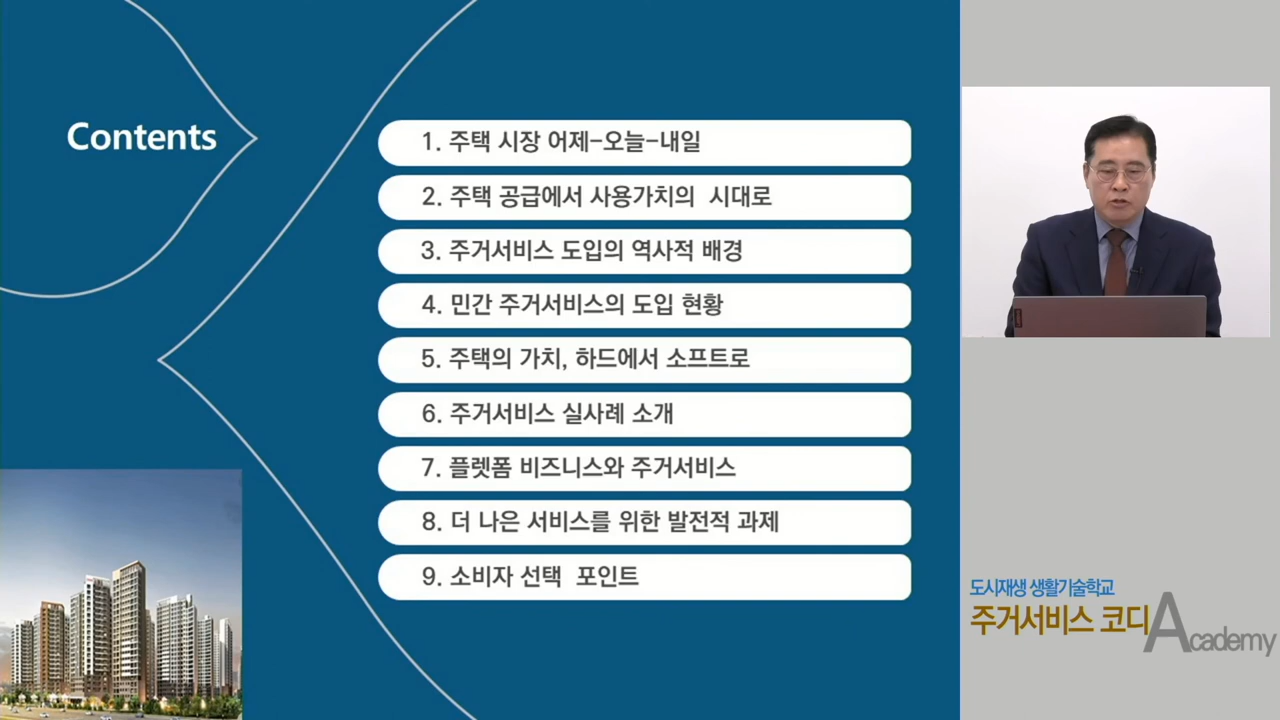 Contents
1. 주택 시장 어제-오늘-내일
2. 주택 공급에서 사용가치의 시대로
3. 주거서비스 도입의 역사적 배경
4. 민간 주거서비스의 도입 현황
5. 주택의 가치, 하드에서 소프트로
6. 주거서비스 실사례 소개
7. 플렛폼 비즈니스와 주거서비스
8. 더 나은 서비스를 위한 발전적 과제
9. 소비자 선택 포인트
도시재생 생활기술학교
주거서비스 코디Academy